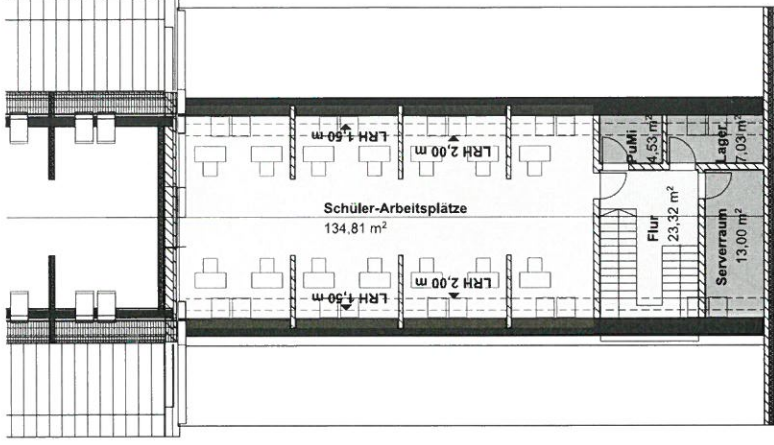 LRH 1,50 m
LRH 2,00 m
PuMi
4,53 m²
Lager
7,03 m²
Schüler-Arbeitsplätze
134,81 m²
Flur
23,32 m²
Serverraum
13,00 m²
LRH 1,50 m
LRH 2,00 m